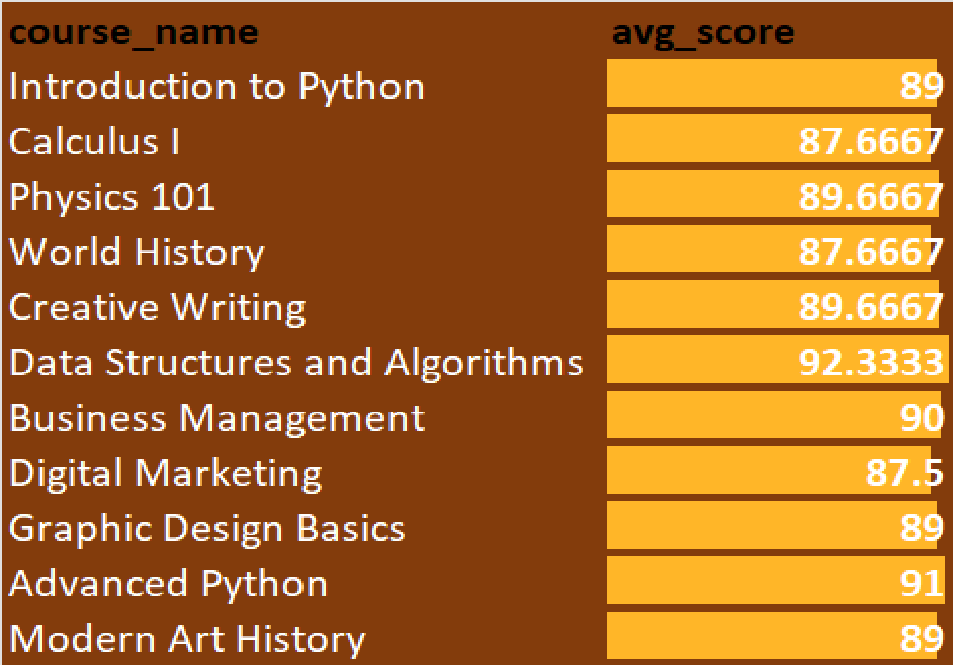 course_name avg_score
Introduction to Python 89
Calculus I 87.6667
Physics 101 89.6667
World History 87.6667
Creative Writing 89.6667
Data Structures and Algorithms 92.3333
Business Management 90
Digital Marketing 87.5
Graphic Design Basics 89
Advanced Python 91
Modern Art History 89